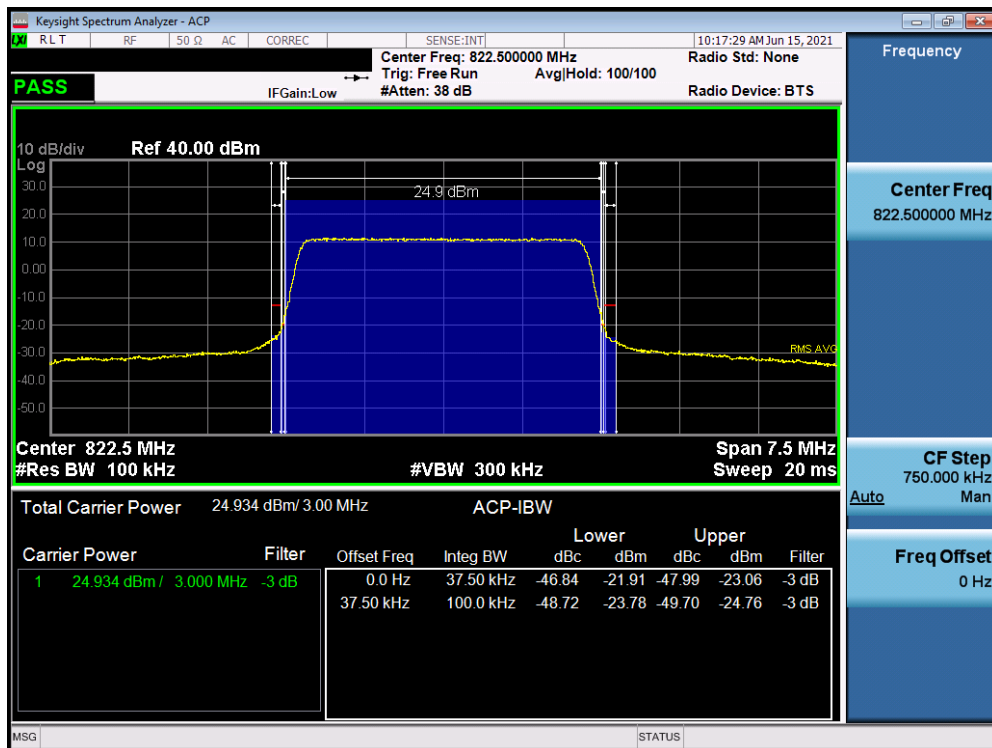 Keysight Spectrum Analyzer - ACP
LXI RLT RF 50 Ω AC CORREC SENSE:INT 10:17:29 AM Jun 15, 2021
Center Freq: 822.500000 MHz Radio Std: None
Trig: Free Run Avg|Hold: 100/100
PASS IFGain:Low #Atten: 38 dB Radio Device: BTS
Frequency
10 dB/div Ref 40.00 dBm
Log
30.0
24.9 dBm
20.0
10.0
0.00
-10.0
-20.0
-30.0
RMS AVG
-40.0
-50.0
Center 822.5 MHz Span 7.5 MHz
#Res BW 100 kHz #VBW 300 kHz Sweep 20 ms
Center Freq
822.500000 MHz
CF Step
750.000 kHz
Auto Man
Freq Offset
0 Hz
Total Carrier Power 24.934 dBm/ 3.00 MHz ACP-IBW
Lower Upper
Carrier Power Filter Offset Freq Integ BW dBc dBm dBc dBm Filter
1 24.934 dBm / 3.000 MHz -3 dB 0.0 Hz 37.50 kHz -46.84 -21.91 -47.99 -23.06 -3 dB
37.50 kHz 100.0 kHz -48.72 -23.78 -49.70 -24.76 -3 dB
MSG STATUS